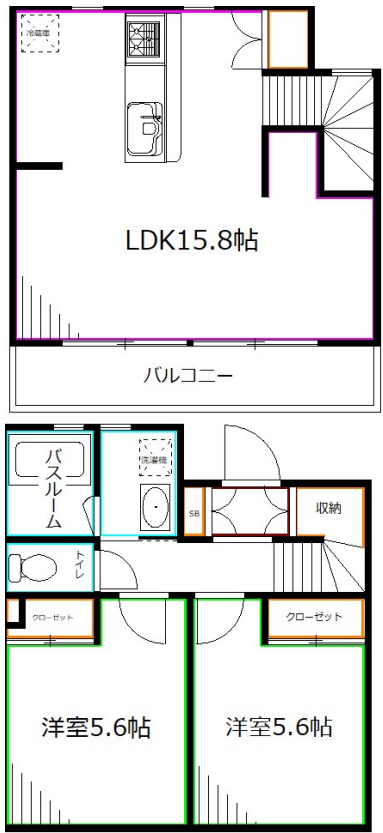 冷蔵庫
LDK15.8帖
バルコニー
バスルーム
洗濯機
SB
収納
トイレ
クローゼット
クローゼット
洋室5.6帖
洋室5.6帖